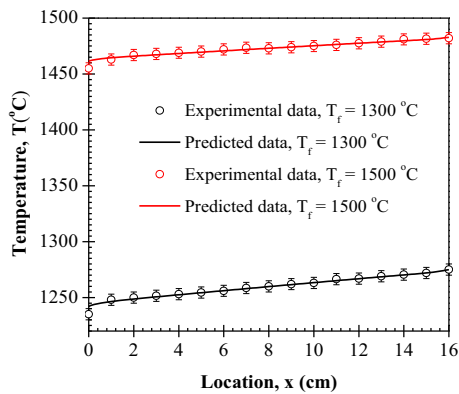 1500
1450
1400
1350
1300
1250
Temperature, T(°C)
Experimental data, T_f = 1300 °C
Predicted data, T_f = 1300 °C
Experimental data, T_f = 1500 °C
Predicted data, T_f = 1500 °C
0 2 4 6 8 10 12 14 16
Location, x (cm)